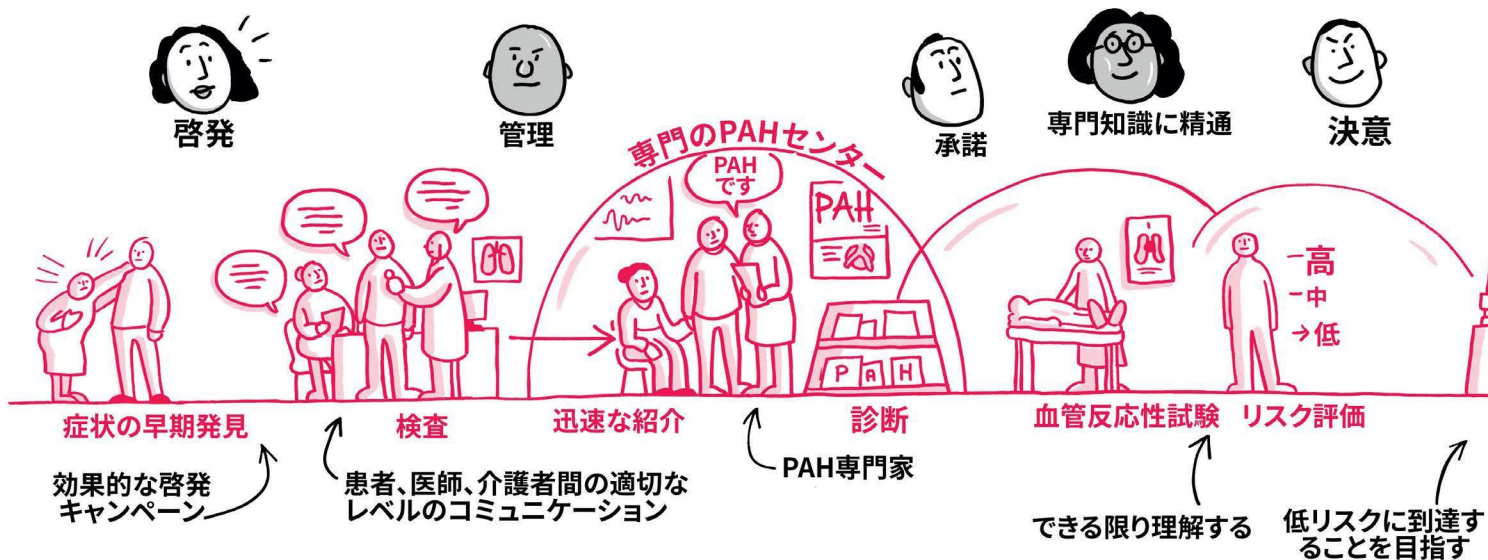 啓発
管理
承諾
専門知識に精通
決意
専門のPAHセンター
PAH
です
PAH
高
中
低
P A H
症状の早期発見
検査
迅速な紹介
診断
血管反応性試験
リスク評価
効果的な啓発
キャンペーン
患者、医師、介護者間の適切な
レベルのコミュニケーション
PAH専門家
できる限り理解する
低リスクに到達す
ることを目指す